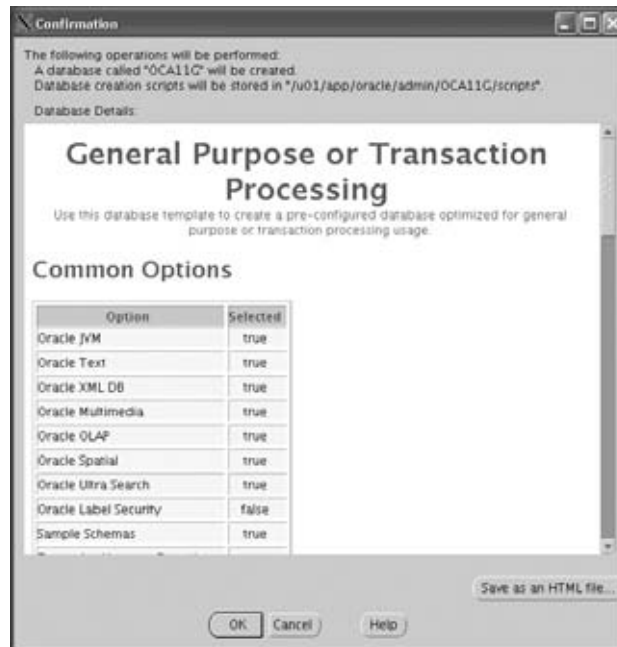 Confirmation
The following operations will be performed:
A database called "OCA11G" will be created.
Database creation scripts will be stored in "/u01/app/oracle/admin/OCA11G/scripts".
Database Details:
General Purpose or Transaction
Processing
Use this database template to create a pre-configured database optimized for general
purpose or transaction processing usage.
Common Options
Option Selected
Oracle JVM true
Oracle Text true
Oracle XML DB true
Oracle Multimedia true
Oracle OLAP true
Oracle Spatial true
Oracle Ultra Search true
Oracle Label Security false
Sample Schemas true
Save as an HTML file...
OK Cancel Help